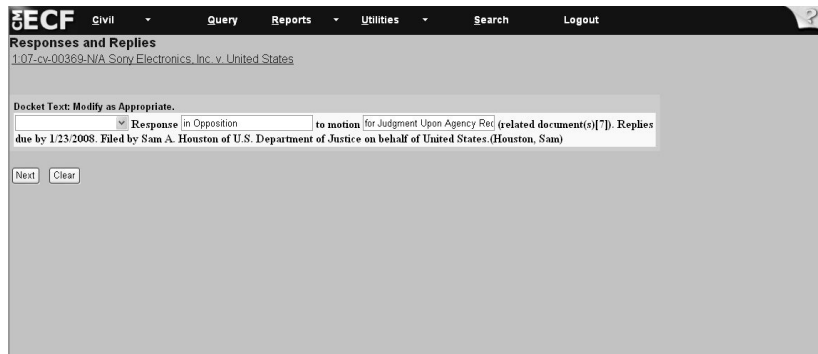 CM ECF Civil Query Reports Utilities Search Logout ?
Responses and Replies
1:07-cv-00369-N/A Sony Electronics, Inc. v. United States
Docket Text: Modify as Appropriate.
Response in Opposition to motion for Judgment Upon Agency Rec (related document(s)[7]). Replies
due by 1/23/2008. Filed by Sam A. Houston of U.S. Department of Justice on behalf of United States.(Houston, Sam)
Next Clear